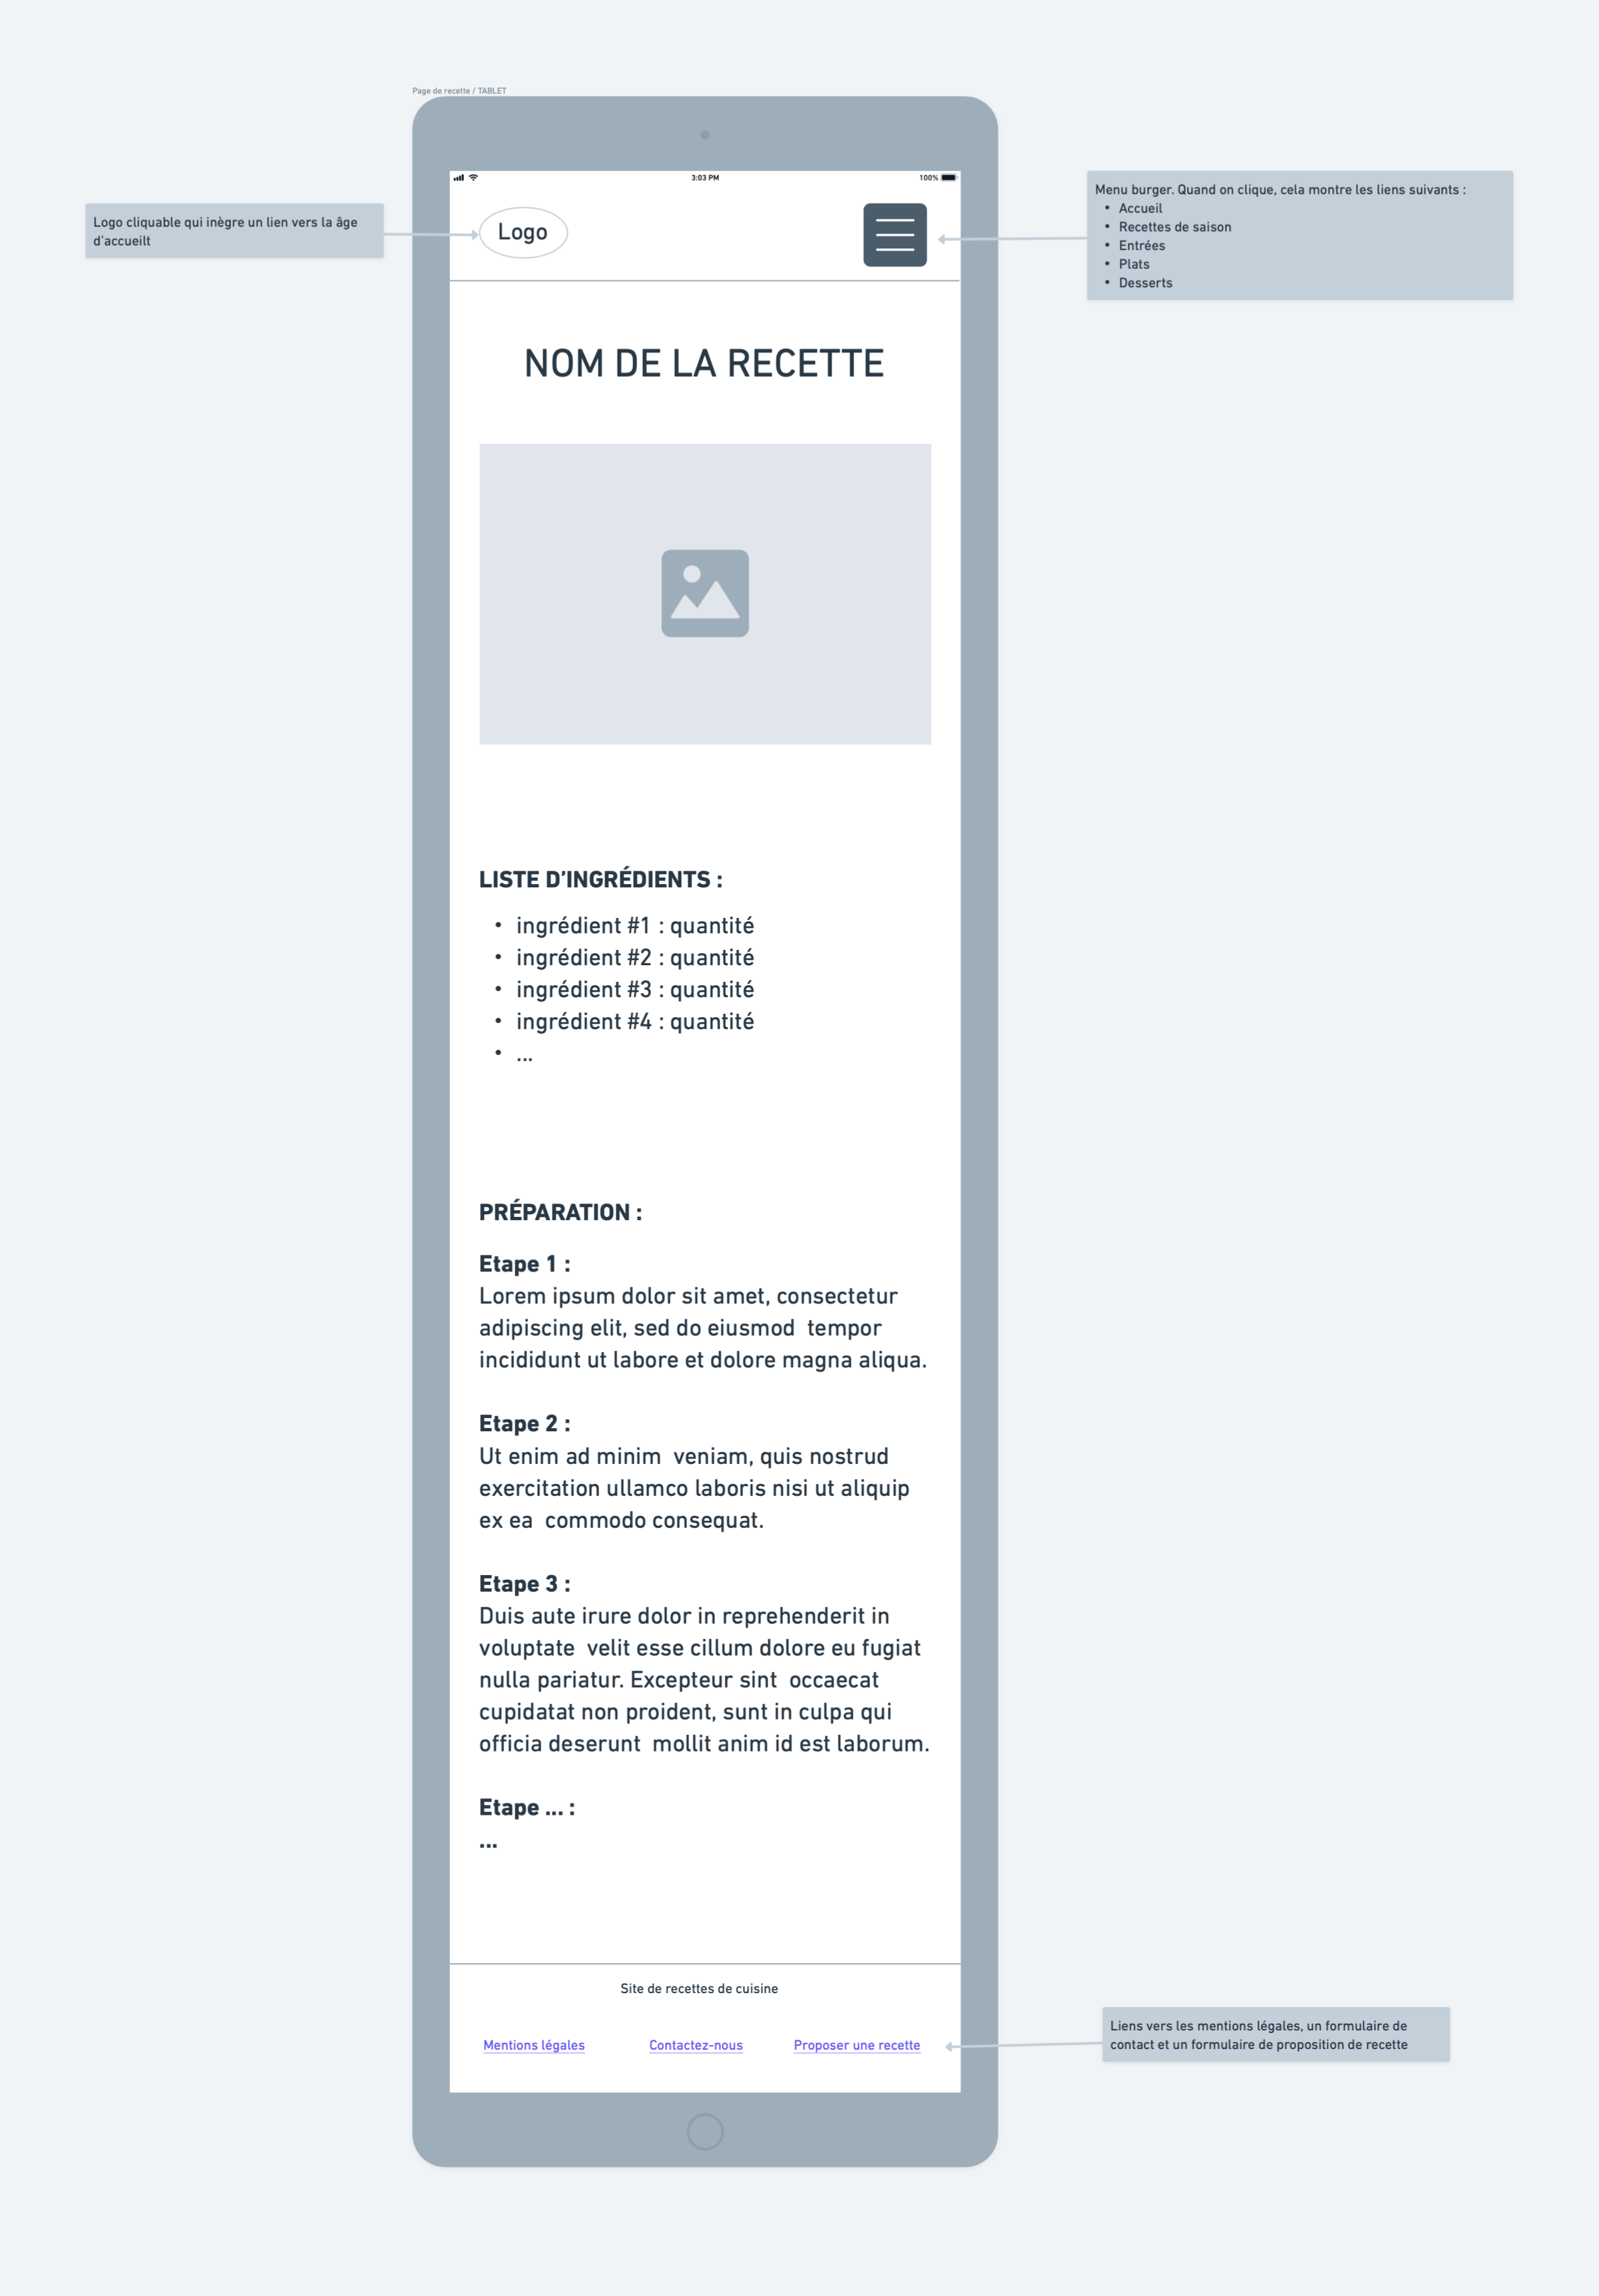 Page de recette / TABLET
3:03 PM
100%
Logo cliquable qui inègre un lien vers la âge
d'accueilt
Logo
Menu burger. Quand on clique, cela montre les liens suivants :
• Accueil
• Recettes de saison
• Entrées
• Plats
• Desserts
NOM DE LA RECETTE
LISTE D'INGRÉDIENTS :
• ingrédient #1 : quantité
• ingrédient #2 : quantité
• ingrédient #3 : quantité
• ingrédient #4 : quantité
• ...
PRÉPARATION :
Etape 1 :
Lorem ipsum dolor sit amet, consectetur
adipiscing elit, sed do eiusmod  tempor
incididunt ut labore et dolore magna aliqua.
Etape 2 :
Ut enim ad minim  veniam, quis nostrud
exercitation ullamco laboris nisi ut aliquip
ex ea  commodo consequat.
Etape 3 :
Duis aute irure dolor in reprehenderit in
voluptate  velit esse cillum dolore eu fugiat
nulla pariatur. Excepteur sint  occaecat
cupidatat non proident, sunt in culpa qui
officia deserunt  mollit anim id est laborum.
Etape ... :
...
Site de recettes de cuisine
Mentions légales
Contactez-nous
Proposer une recette
Liens vers les mentions légales, un formulaire de
contact et un formulaire de proposition de recette